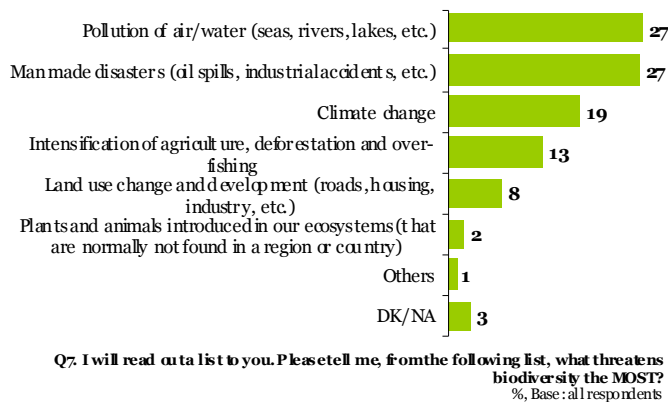 Pollution of air/water (seas, rivers, lakes, etc.) 27
Man made disasters (oil spills, industrial accidents, etc.) 27
Climate change 19
Intensification of agriculture, deforestation and over-
fishing 13
Land use change and development (roads, housing,
industry, etc.) 8
Plants and animals introduced in our ecosystems (that
are normally not found in a region or country) 2
Others 1
DK/NA 3
Q7. I will read out a list to you. Please tell me, from the following list, what threatens
biodiversity the MOST?
%, Base: all respondents